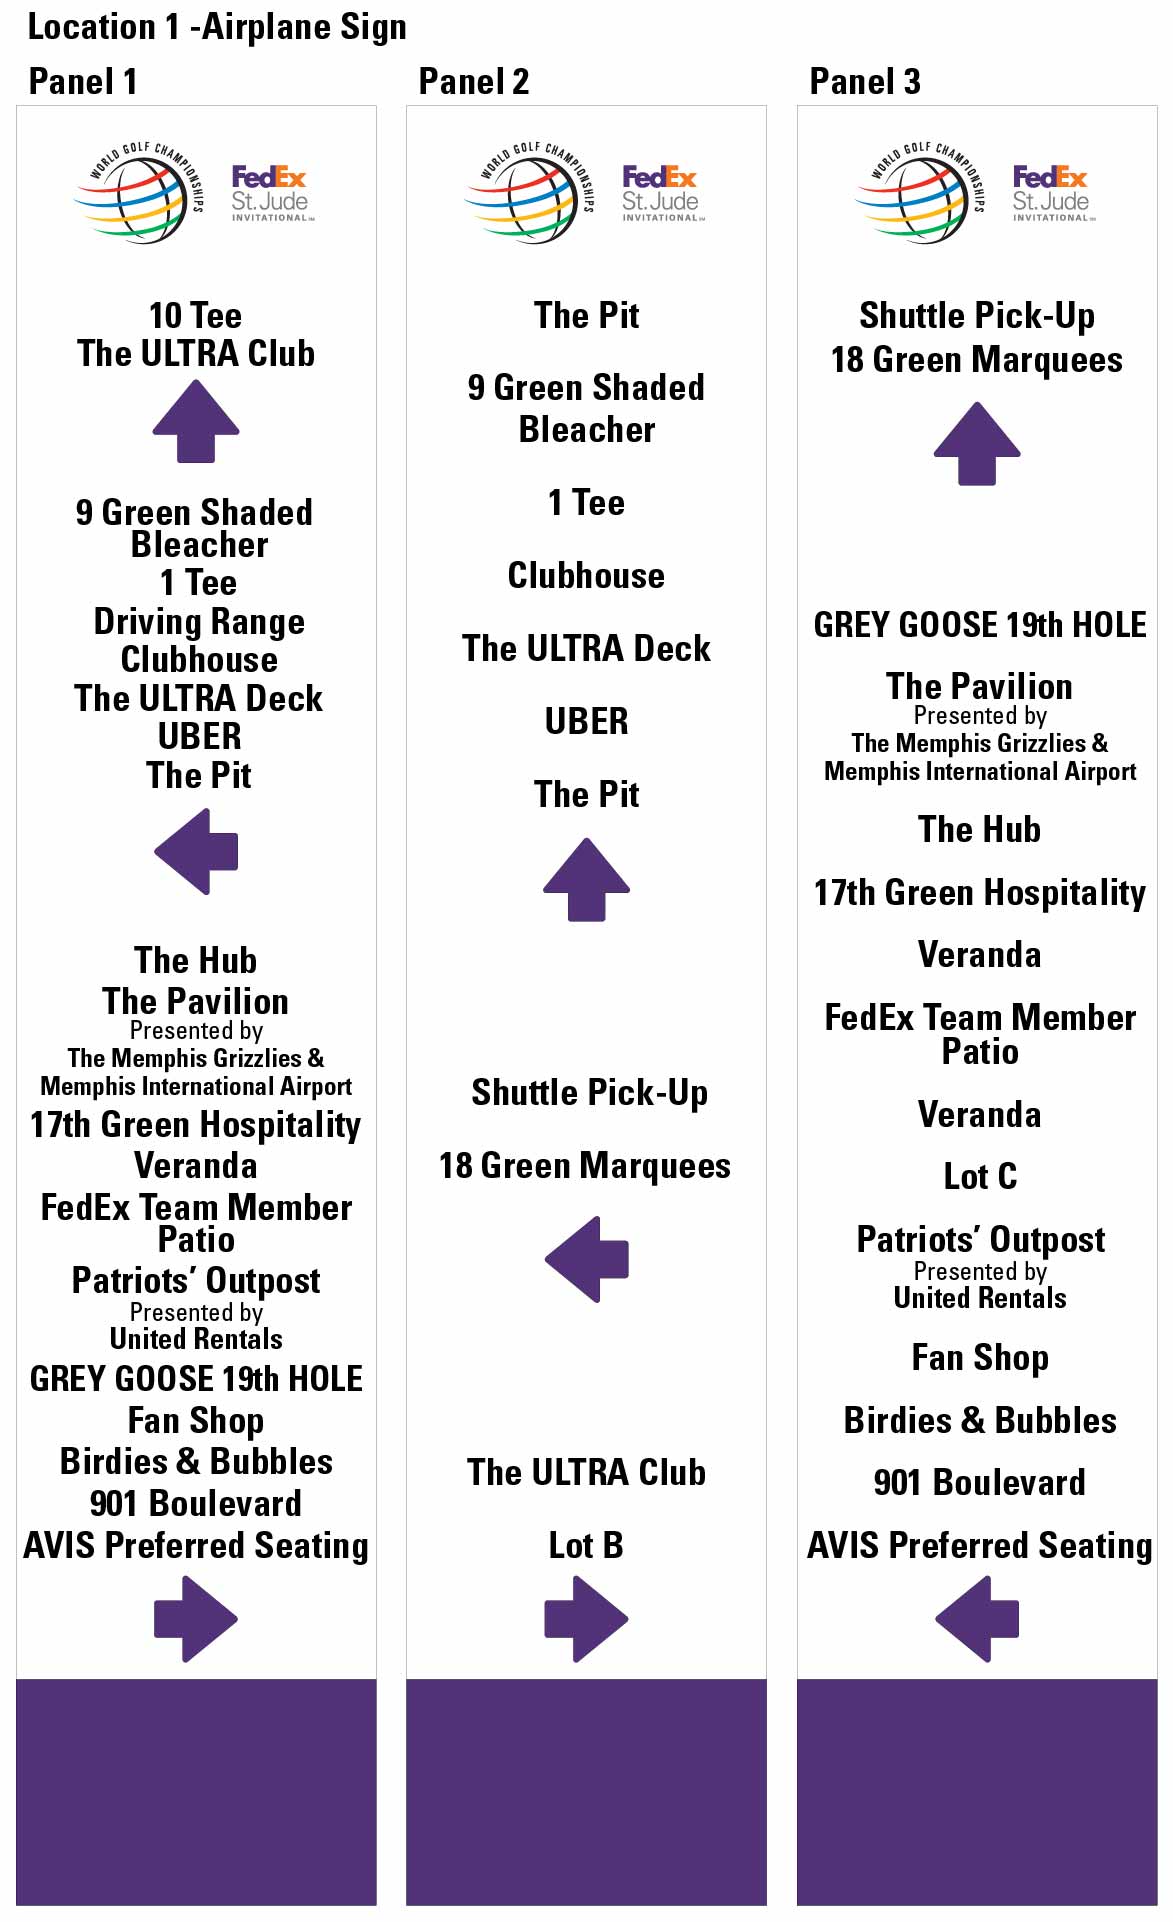 Location 1 -Airplane Sign
Panel 1
WORLD GOLF CHAMPIONSHIPS
FedEx
St. Jude
INVITATIONAL SM
10 Tee
The ULTRA Club
9 Green Shaded
Bleacher
1 Tee
Driving Range
Clubhouse
The ULTRA Deck
UBER
The Pit
The Hub
The Pavilion
Presented by
The Memphis Grizzlies &
Memphis International Airport
17th Green Hospitality
Veranda
FedEx Team Member
Patio
Patriots’ Outpost
Presented by
United Rentals
GREY GOOSE 19th HOLE
Fan Shop
Birdies & Bubbles
901 Boulevard
AVIS Preferred Seating
Panel 2
WORLD GOLF CHAMPIONSHIPS
FedEx
St. Jude
INVITATIONAL SM
The Pit
9 Green Shaded
Bleacher
1 Tee
Clubhouse
The ULTRA Deck
UBER
The Pit
Shuttle Pick-Up
18 Green Marquees
The ULTRA Club
Lot B
Panel 3
WORLD GOLF CHAMPIONSHIPS
FedEx
St. Jude
INVITATIONAL SM
Shuttle Pick-Up
18 Green Marquees
GREY GOOSE 19th HOLE
The Pavilion
Presented by
The Memphis Grizzlies &
Memphis International Airport
The Hub
17th Green Hospitality
Veranda
FedEx Team Member
Patio
Veranda
Lot C
Patriots’ Outpost
Presented by
United Rentals
Fan Shop
Birdies & Bubbles
901 Boulevard
AVIS Preferred Seating